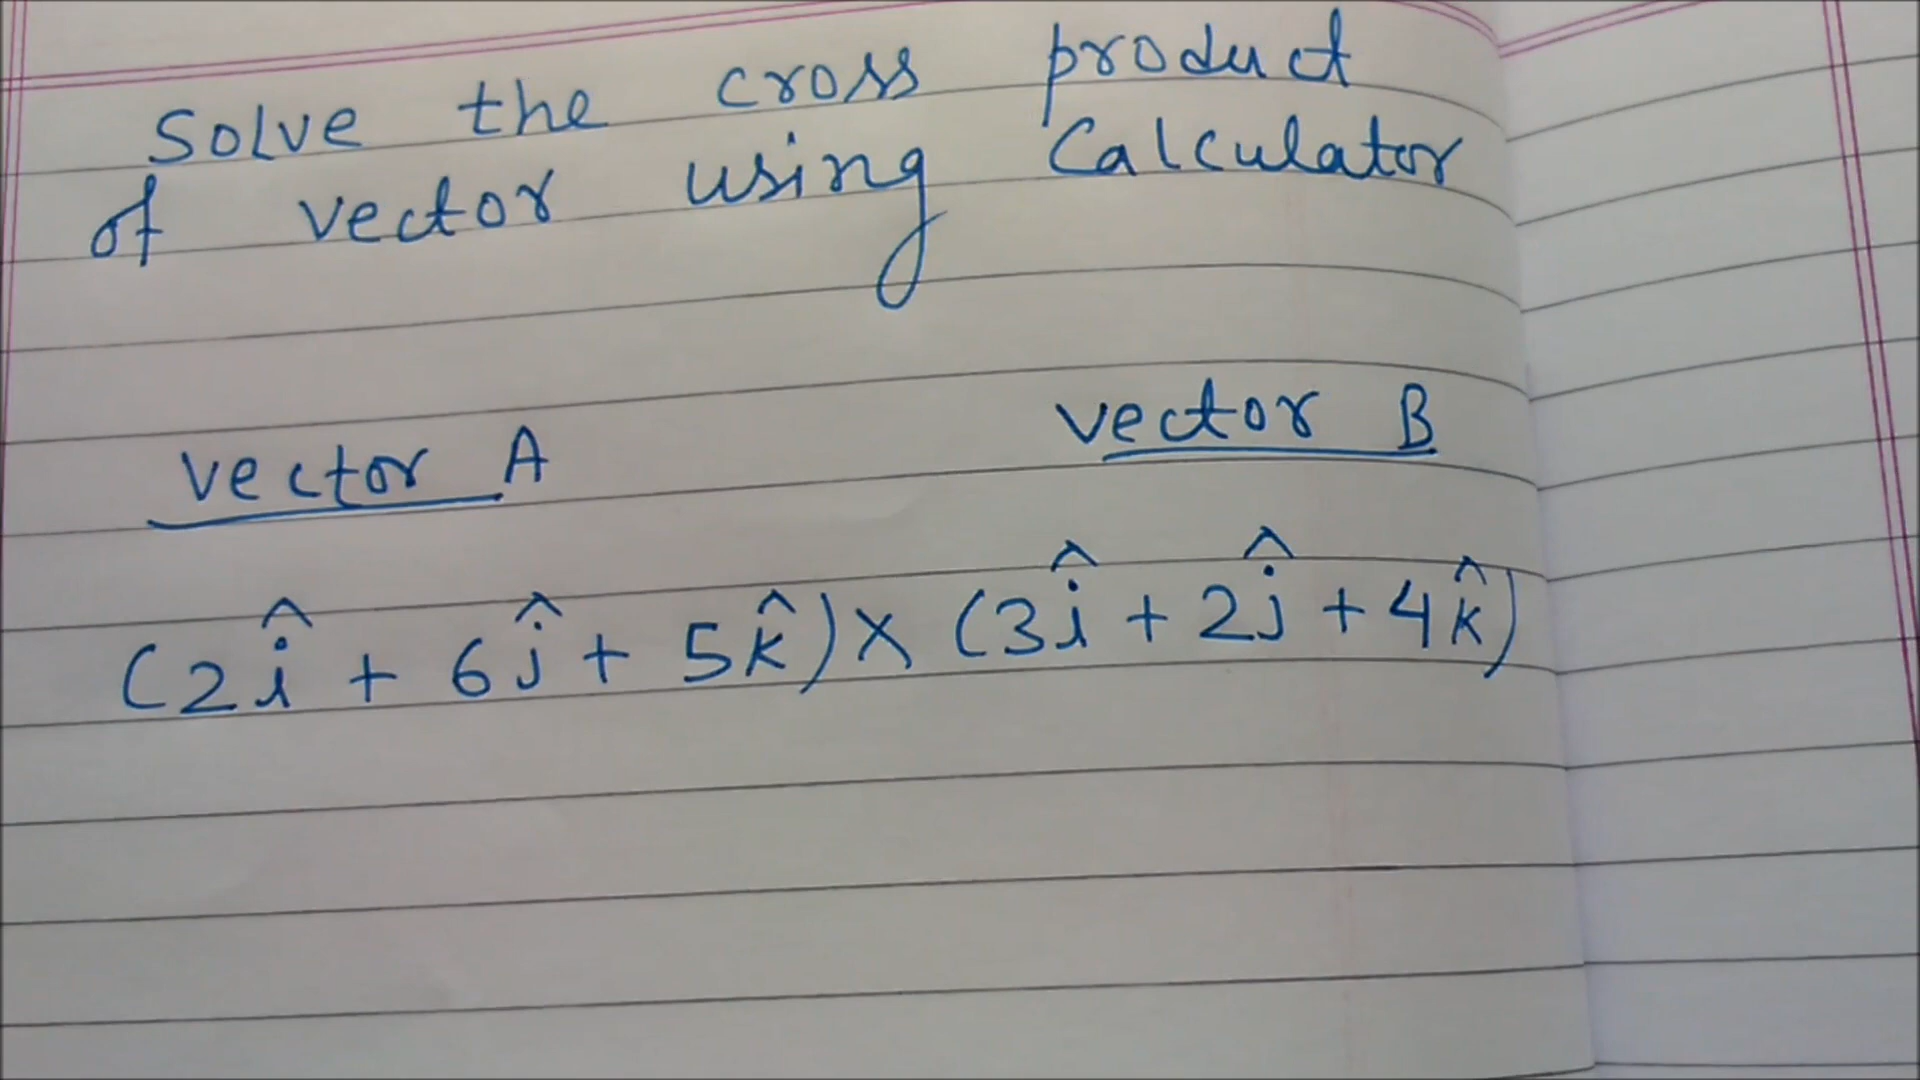 Solve the cross product
of vector using Calculator
vector A
vector B
(2î + 6ĵ + 5k̂) × (3î + 2ĵ + 4k̂)